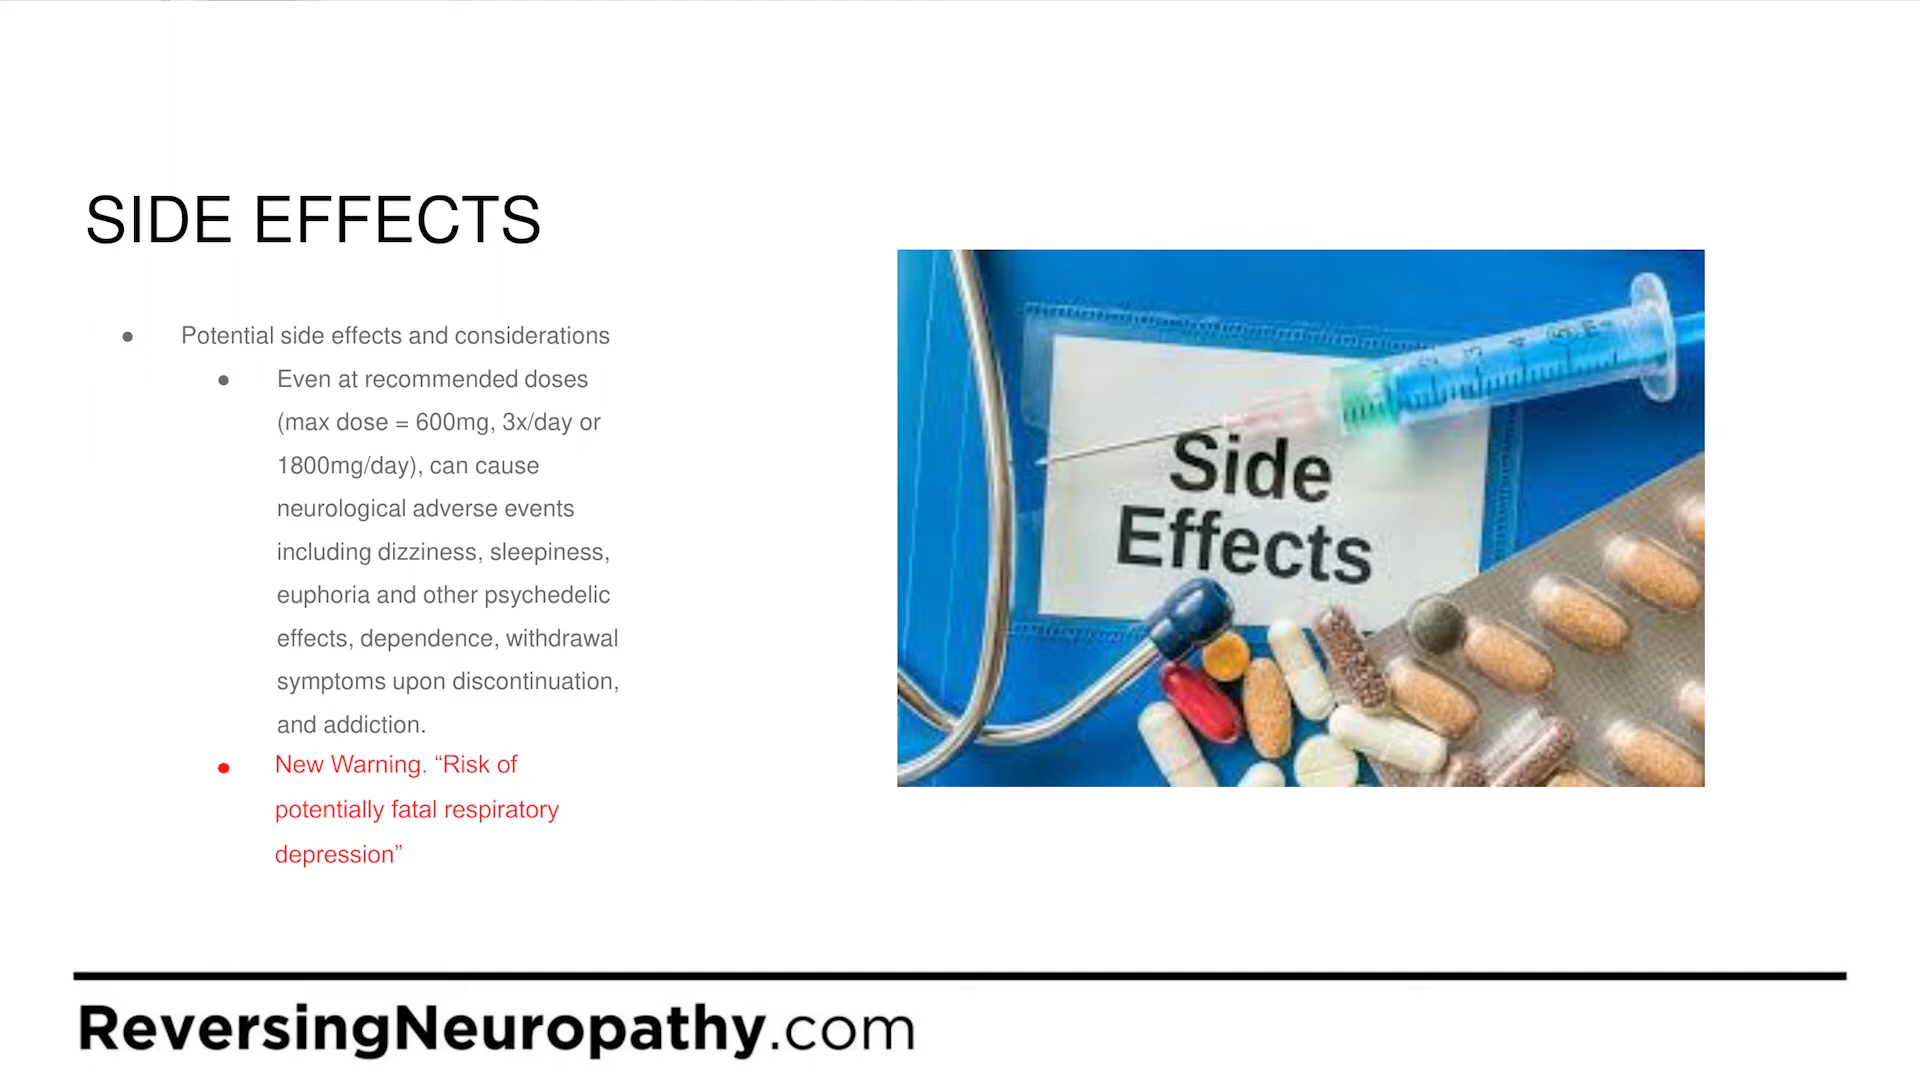 SIDE EFFECTS
● Potential side effects and considerations
● Even at recommended doses
(max dose = 600mg, 3x/day or
1800mg/day), can cause
neurological adverse events
including dizziness, sleepiness,
euphoria and other psychedelic
effects, dependence, withdrawal
symptoms upon discontinuation,
and addiction.
● New Warning. “Risk of
potentially fatal respiratory
depression”
Side
Effects
ReversingNeuropathy.com